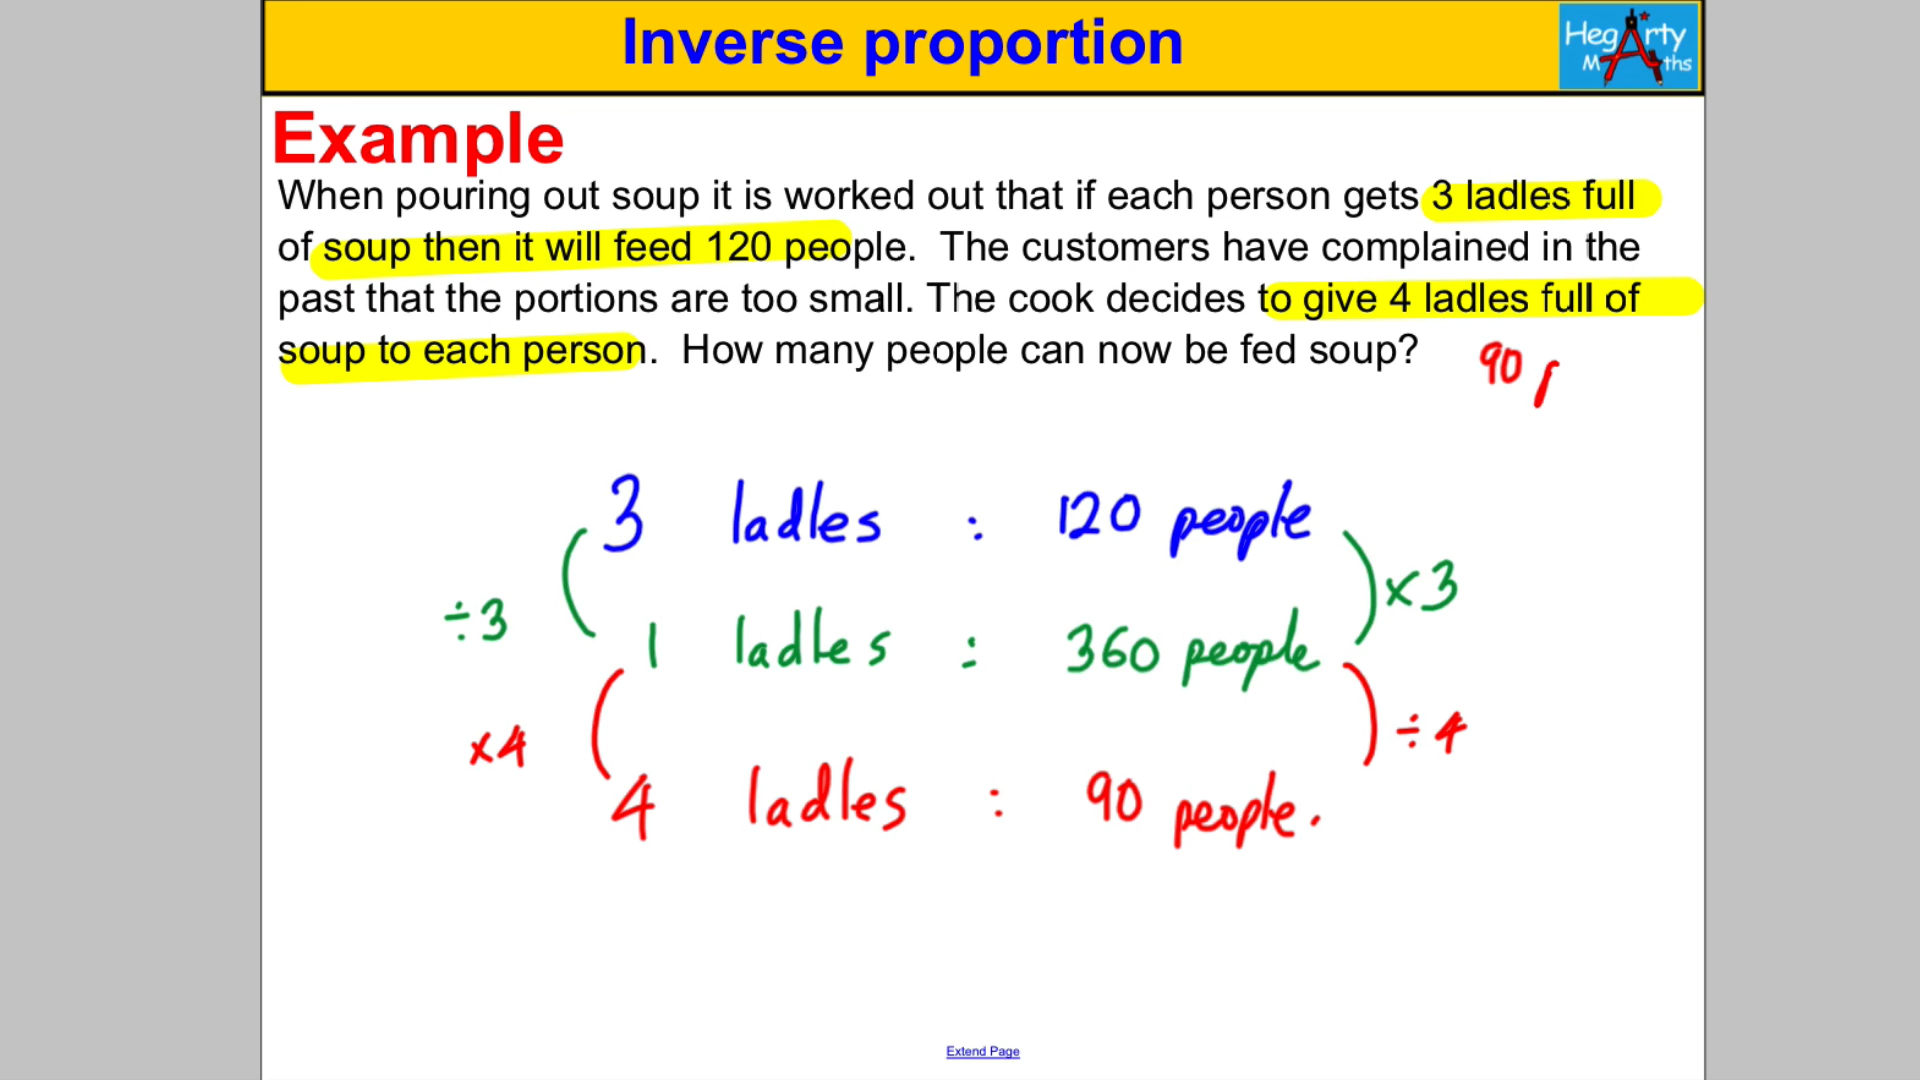 Inverse proportion
Hegarty
Maths
Example
When pouring out soup it is worked out that if each person gets 3 ladles full
of soup then it will feed 120 people. The customers have complained in the
past that the portions are too small. The cook decides to give 4 ladles full of
soup to each person. How many people can now be fed soup?
90
3 ladles : 120 people
÷3 ×3
1 ladles : 360 people
×4 ÷4
4 ladles : 90 people.
Extend Page